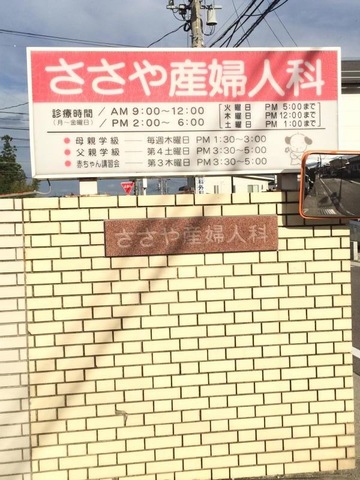 ささや産婦人科
診療時間 / AM 9:00〜12:00
(月〜金曜日) / PM 2:00〜 6:00
火曜日 PM 5:00まで
木曜日 PM12:00まで
土曜日 PM 1:00まで
● 母親学級 ― 毎週木曜日 PM 1:30〜3:00
● 父親学級 ― 第4土曜日 PM 3:30〜5:00
● 赤ちゃん講習会 ― 第3木曜日 PM 3:30〜5:00
ささや産婦人科